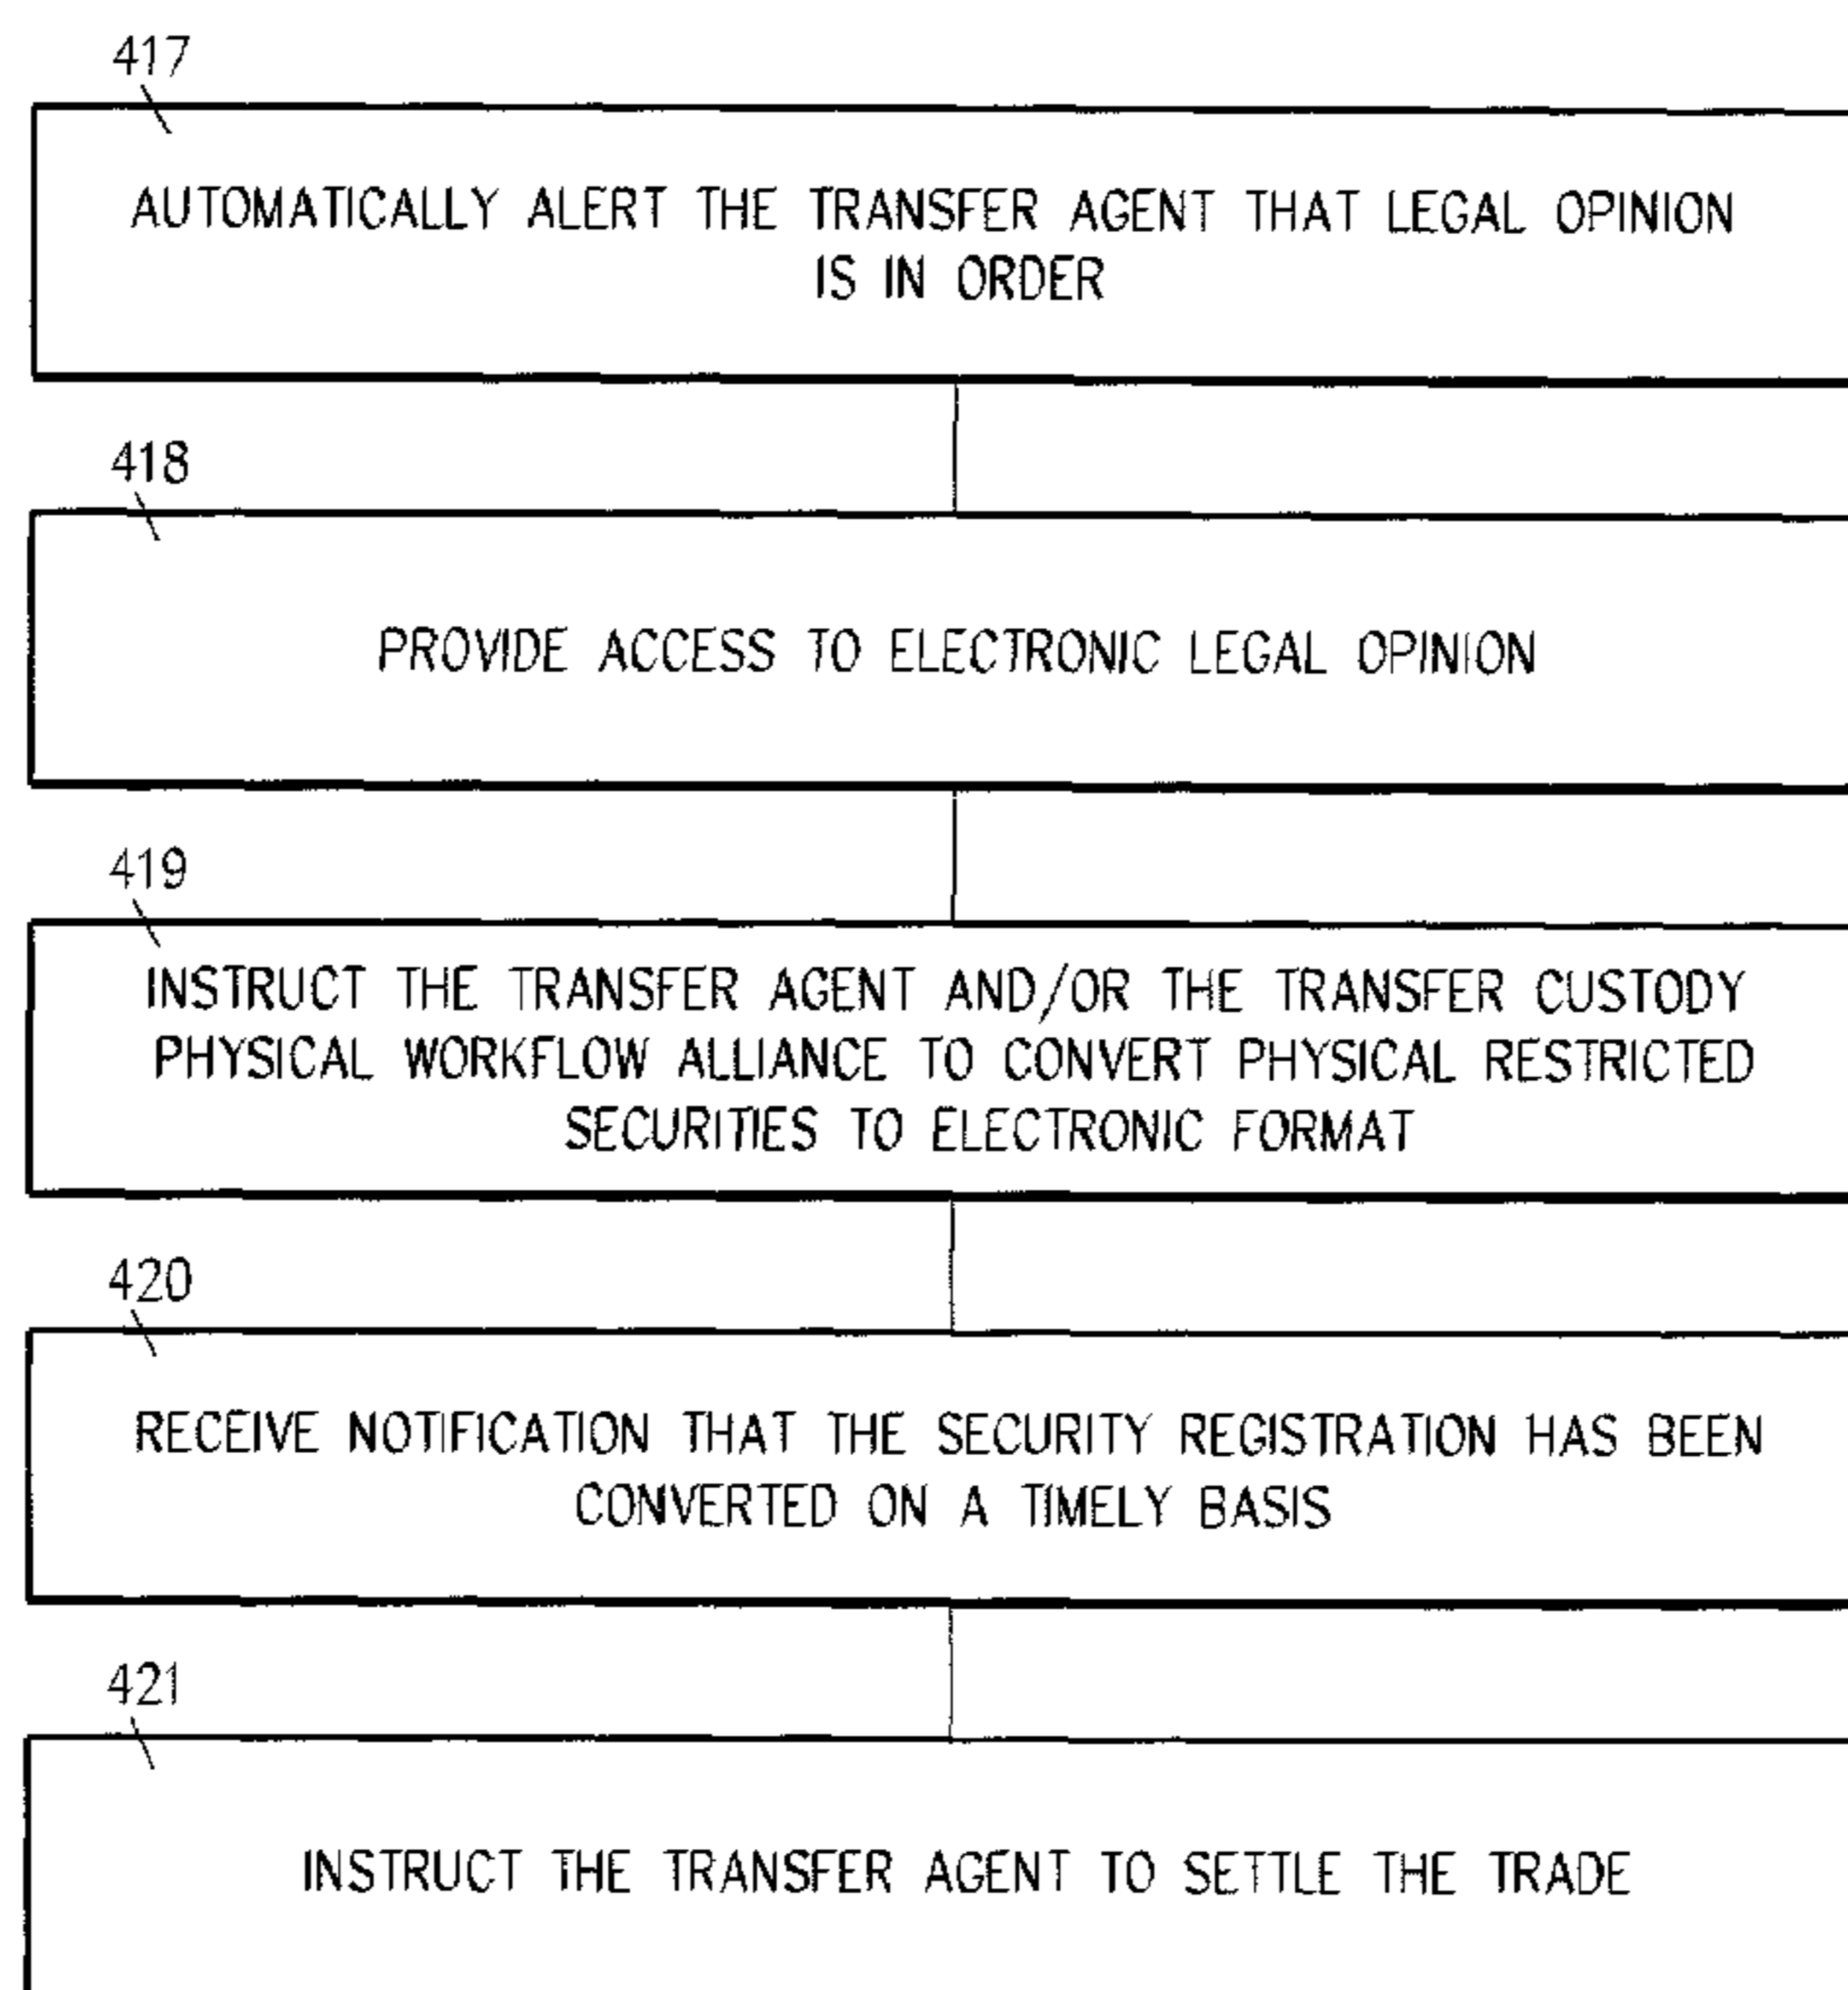 417
AUTOMATICALLY ALERT THE TRANSFER AGENT THAT LEGAL OPINION
IS IN ORDER
418
PROVIDE ACCESS TO ELECTRONIC LEGAL OPINION
419
INSTRUCT THE TRANSFER AGENT AND/OR THE TRANSFER CUSTODY
PHYSICAL WORKFLOW ALLIANCE TO CONVERT PHYSICAL RESTRICTED
SECURITIES TO ELECTRONIC FORMAT
420
RECEIVE NOTIFICATION THAT THE SECURITY REGISTRATION HAS BEEN
CONVERTED ON A TIMELY BASIS
421
INSTRUCT THE TRANSFER AGENT TO SETTLE THE TRADE